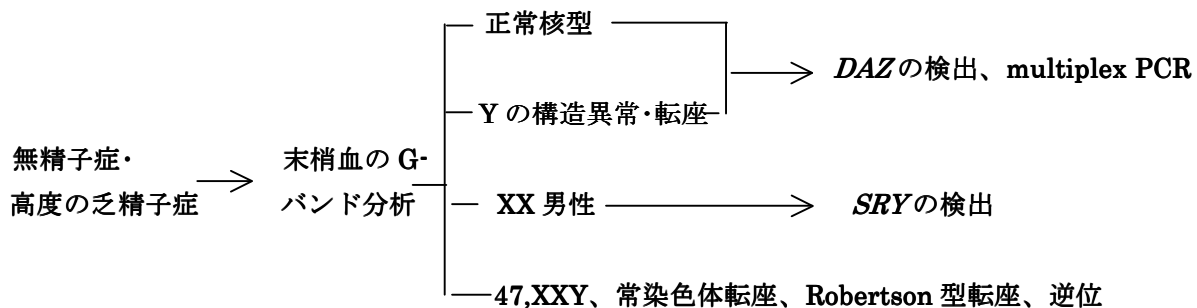 正常核型
DAZの検出、multiplex PCR
Yの構造異常・転座
無精子症・
高度の乏精子症
末梢血のG-
バンド分析
XX男性
SRYの検出
47,XXY、常染色体転座、Robertson型転座、逆位